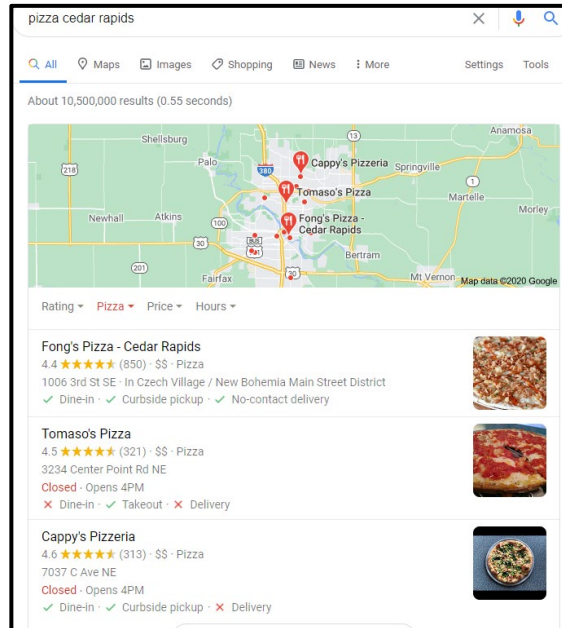 pizza cedar rapids
All Maps Images Shopping News More Settings Tools
About 10,500,000 results (0.55 seconds)
Shellsburg
13
Anamosa
Palo
380
Cappy's Pizzeria
Springville
218
Tomaso's Pizza
1
Newhall
Atkins
100
Fong's Pizza -
Cedar Rapids
Martelle
Morley
30
BUS
151
30
Bertram
201
Fairfax
30
Mt Vernon
Map data ©2020 Google
Rating Pizza Price Hours
Fong's Pizza - Cedar Rapids
4.4 (850) · $$ · Pizza
1006 3rd St SE · In Czech Village / New Bohemia Main Street District
Dine-in · Curbside pickup · No-contact delivery
Tomaso's Pizza
4.5 (321) · $$ · Pizza
3234 Center Point Rd NE
Closed · Opens 4PM
Dine-in · Takeout · Delivery
Cappy's Pizzeria
4.6 (313) · $$ · Pizza
7037 C Ave NE
Closed · Opens 4PM
Dine-in · Curbside pickup · Delivery